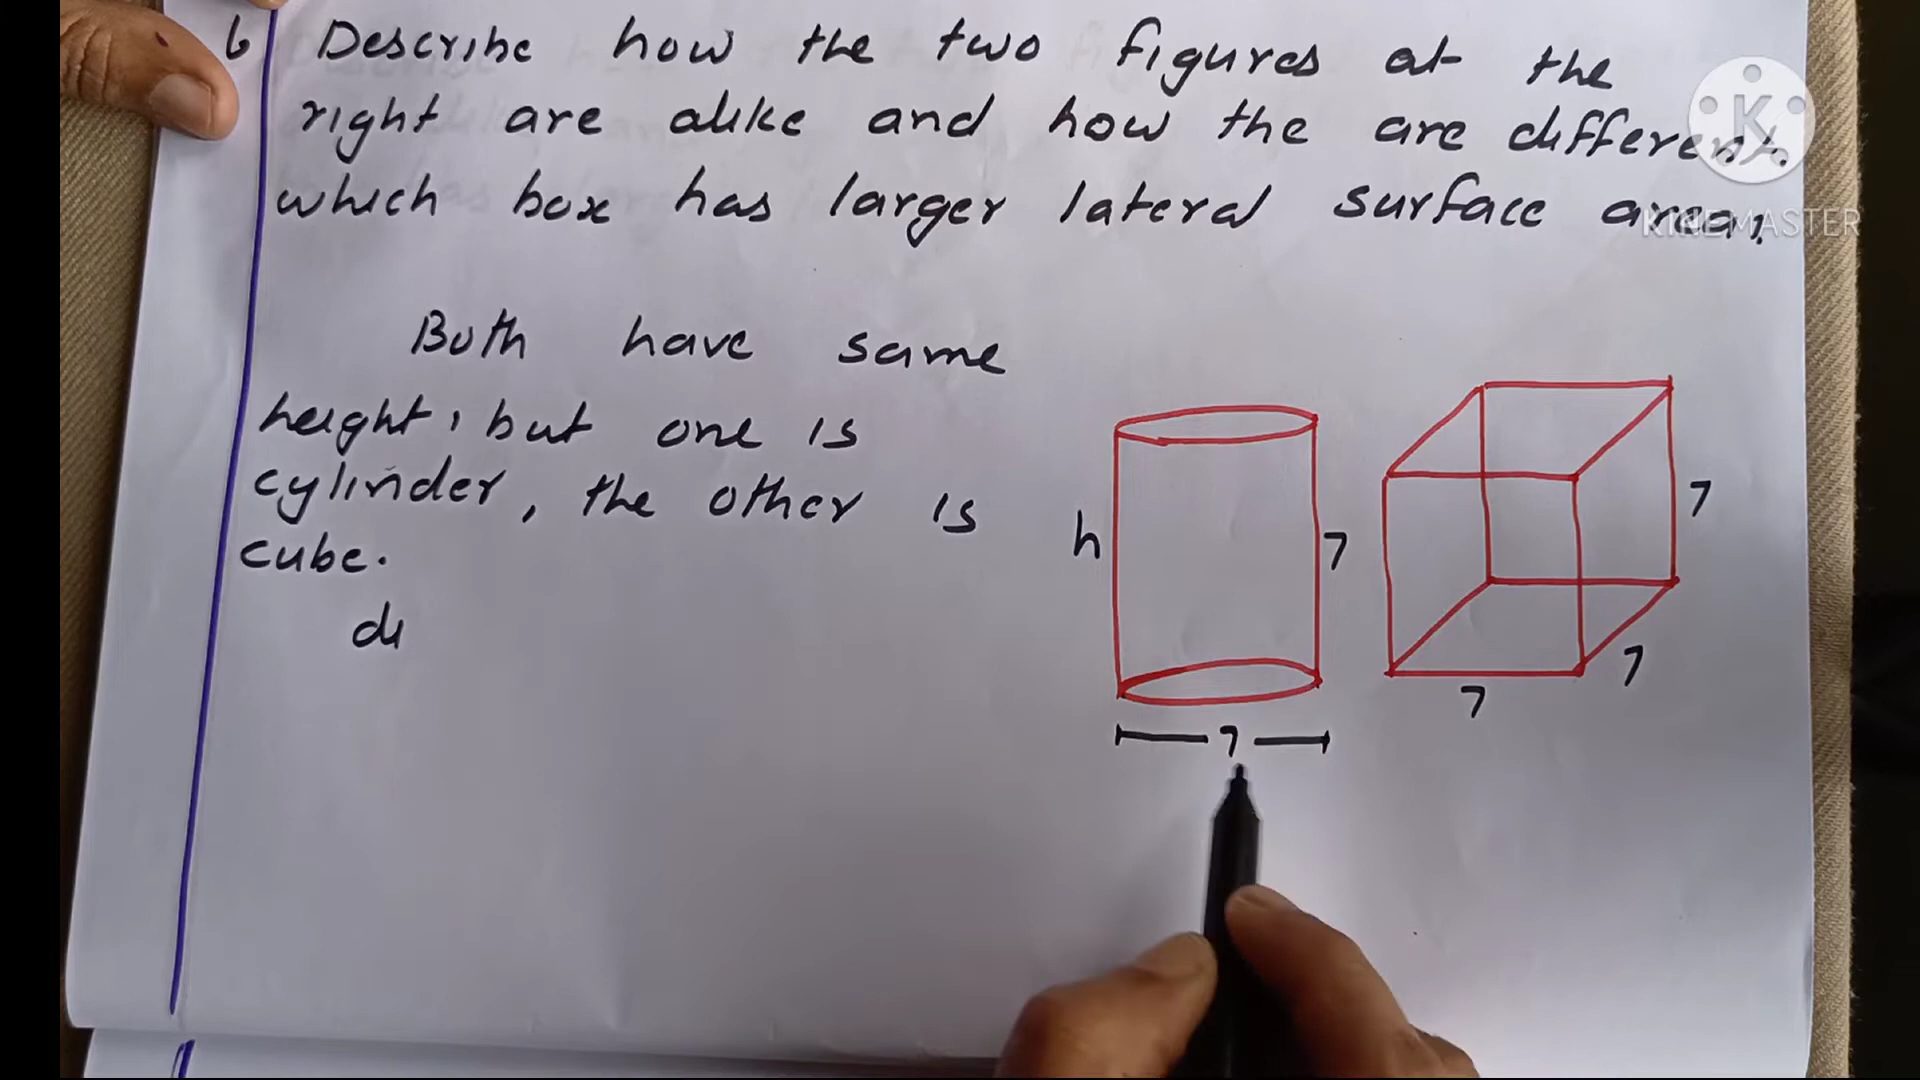 6 Describe how the two figures at the
right are alike and how the are different.
which box has larger lateral surface area?
Both have same
height, but one is
cylinder, the other is
cube.
di
h
7
7
7
7
7
K
KINEMASTER